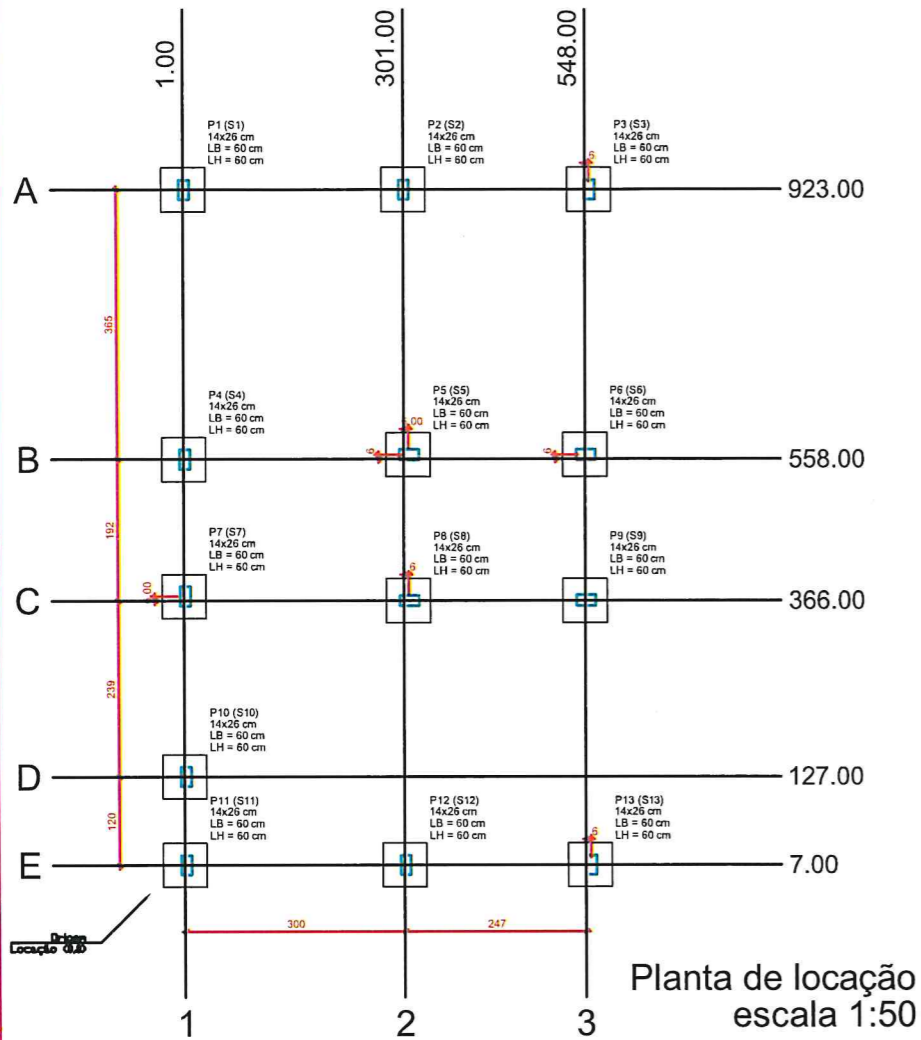 1.00
301.00
548.00
P1 (S1)
14x26 cm
LB = 60 cm
LH = 60 cm
P2 (S2)
14x26 cm
LB = 60 cm
LH = 60 cm
P3 (S3)
14x26 cm
LB = 60 cm
LH = 60 cm
6
A
923.00
365
P4 (S4)
14x26 cm
LB = 60 cm
LH = 60 cm
P5 (S5)
14x26 cm
LB = 60 cm
LH = 60 cm
P6 (S6)
14x26 cm
LB = 60 cm
LH = 60 cm
00
6
6
B
558.00
192
P7 (S7)
14x26 cm
LB = 60 cm
LH = 60 cm
P8 (S8)
14x26 cm
LB = 60 cm
LH = 60 cm
P9 (S9)
14x26 cm
LB = 60 cm
LH = 60 cm
00
6
C
366.00
239
P10 (S10)
14x26 cm
LB = 60 cm
LH = 60 cm
D
127.00
120
P11 (S11)
14x26 cm
LB = 60 cm
LH = 60 cm
P12 (S12)
14x26 cm
LB = 60 cm
LH = 60 cm
P13 (S13)
14x26 cm
LB = 60 cm
LH = 60 cm
6
E
7.00
300
247
Locação
Planta de locação
escala 1:50
1
2
3